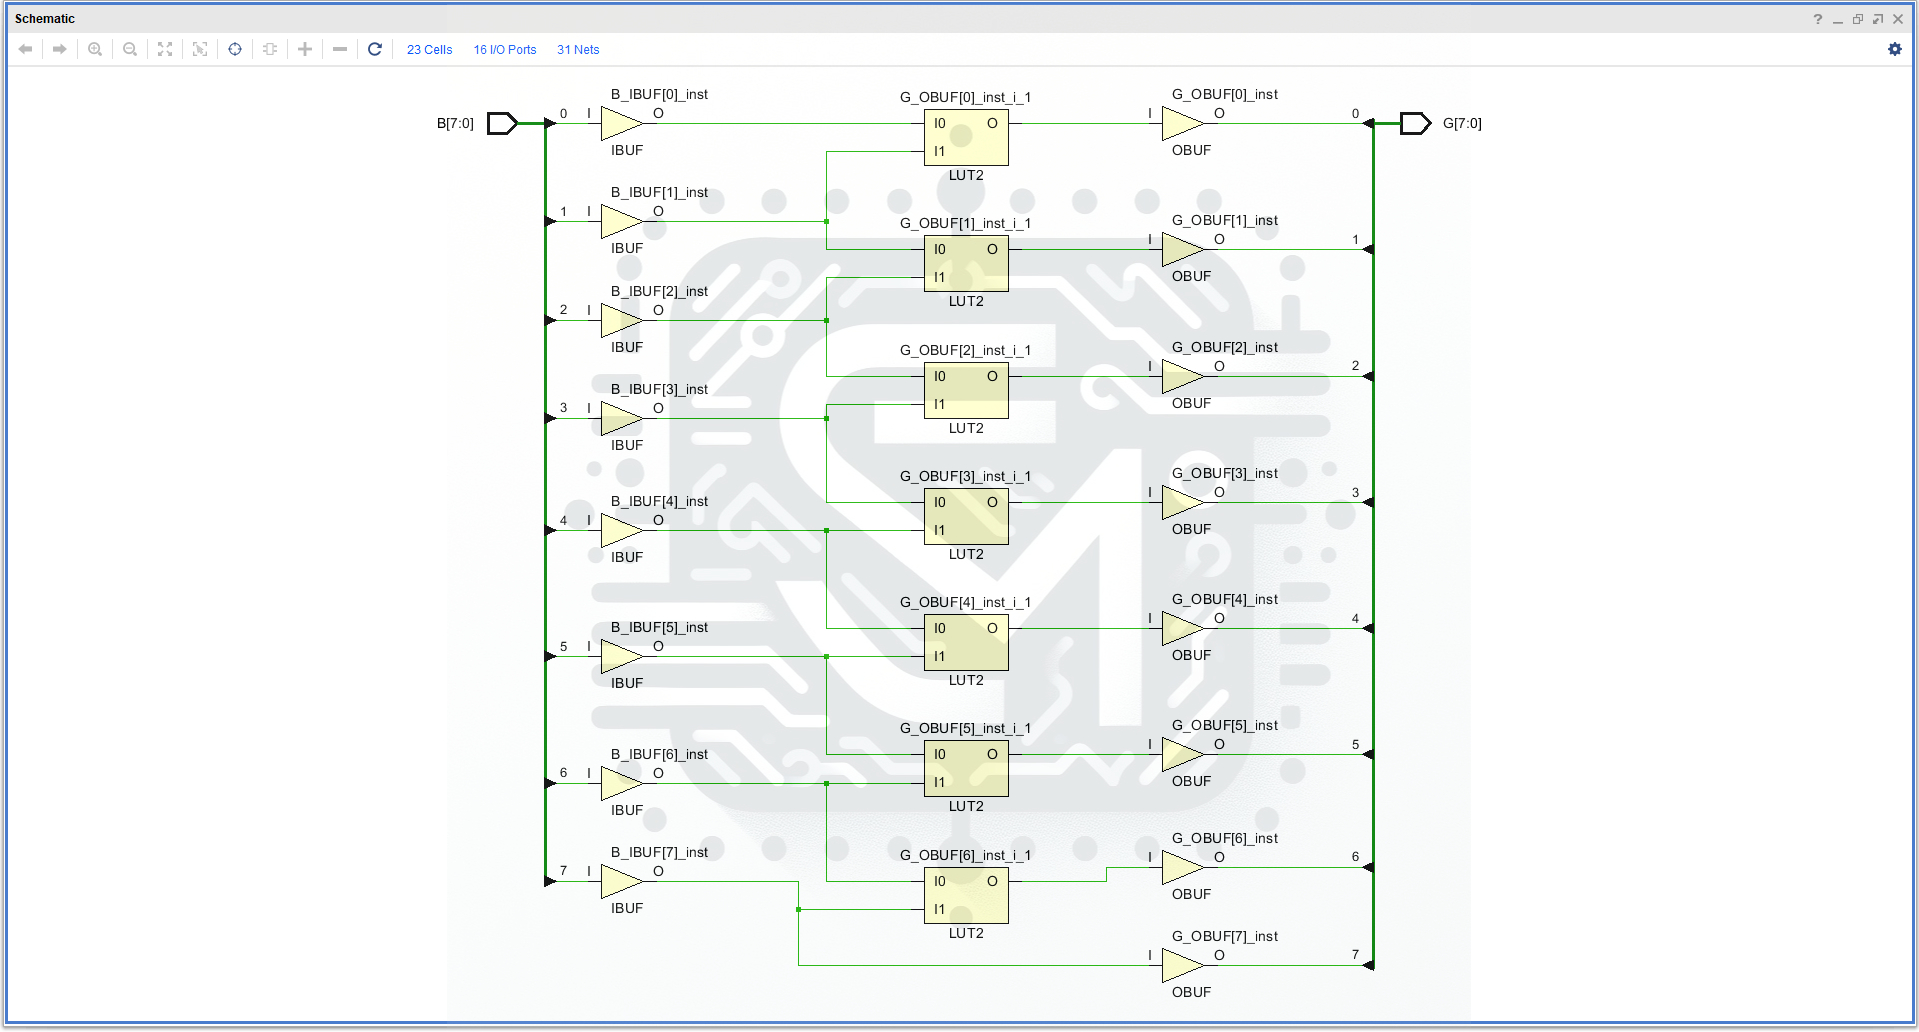 Schematic
23 Cells 16 I/O Ports 31 Nets
B[7:0]
0 I B_IBUF[0]_inst O IBUF
1 I B_IBUF[1]_inst O IBUF
2 I B_IBUF[2]_inst O IBUF
3 I B_IBUF[3]_inst O IBUF
4 I B_IBUF[4]_inst O IBUF
5 I B_IBUF[5]_inst O IBUF
6 I B_IBUF[6]_inst O IBUF
7 I B_IBUF[7]_inst O IBUF
G_OBUF[0]_inst_i_1
I0 O
I1
LUT2
G_OBUF[1]_inst_i_1
I0 O
I1
LUT2
G_OBUF[2]_inst_i_1
I0 O
I1
LUT2
G_OBUF[3]_inst_i_1
I0 O
I1
LUT2
G_OBUF[4]_inst_i_1
I0 O
I1
LUT2
G_OBUF[5]_inst_i_1
I0 O
I1
LUT2
G_OBUF[6]_inst_i_1
I0 O
I1
LUT2
I G_OBUF[0]_inst O OBUF 0
I G_OBUF[1]_inst O OBUF 1
I G_OBUF[2]_inst O OBUF 2
I G_OBUF[3]_inst O OBUF 3
I G_OBUF[4]_inst O OBUF 4
I G_OBUF[5]_inst O OBUF 5
I G_OBUF[6]_inst O OBUF 6
I G_OBUF[7]_inst O OBUF 7
G[7:0]